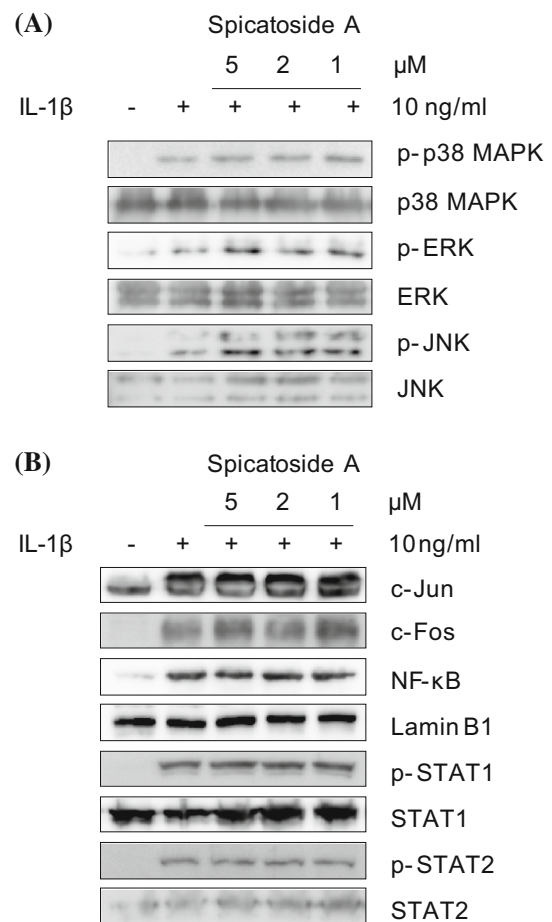 (A)
Spicatoside A
5 2 1 µM
IL-1β - + + + + 10 ng/ml
p-p38 MAPK
p38 MAPK
p-ERK
ERK
p-JNK
JNK
(B)
Spicatoside A
5 2 1 µM
IL-1β - + + + + 10 ng/ml
c-Jun
c-Fos
NF-κB
Lamin B1
p-STAT1
STAT1
p-STAT2
STAT2